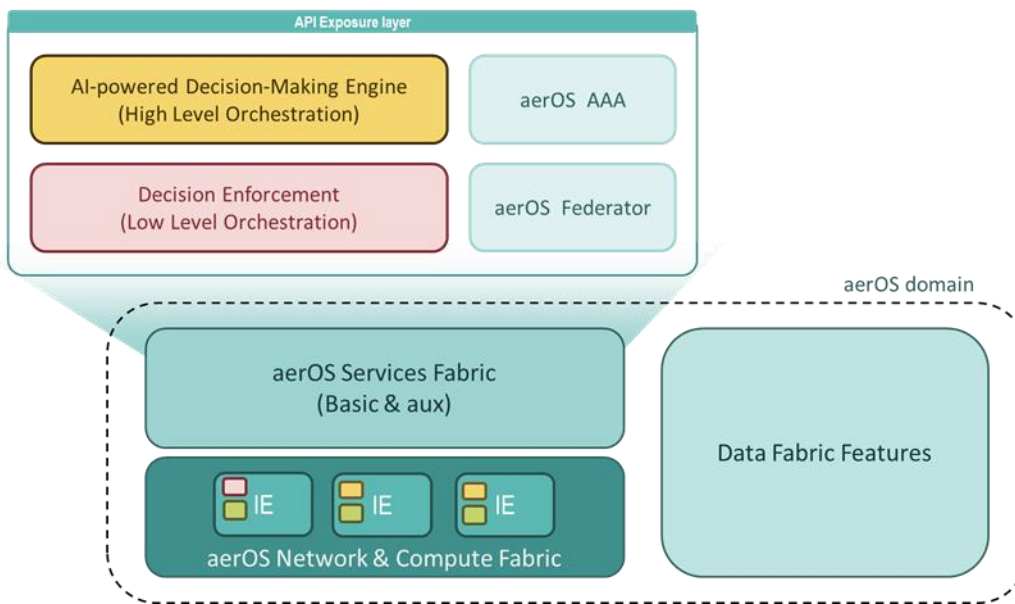 API Exposure layer
AI-powered Decision-Making Engine
(High Level Orchestration)
aerOS AAA
Decision Enforcement
(Low Level Orchestration)
aerOS Federator
aerOS domain
aerOS Services Fabric
(Basic & aux)
Data Fabric Features
IE
IE
IE
aerOS Network & Compute Fabric